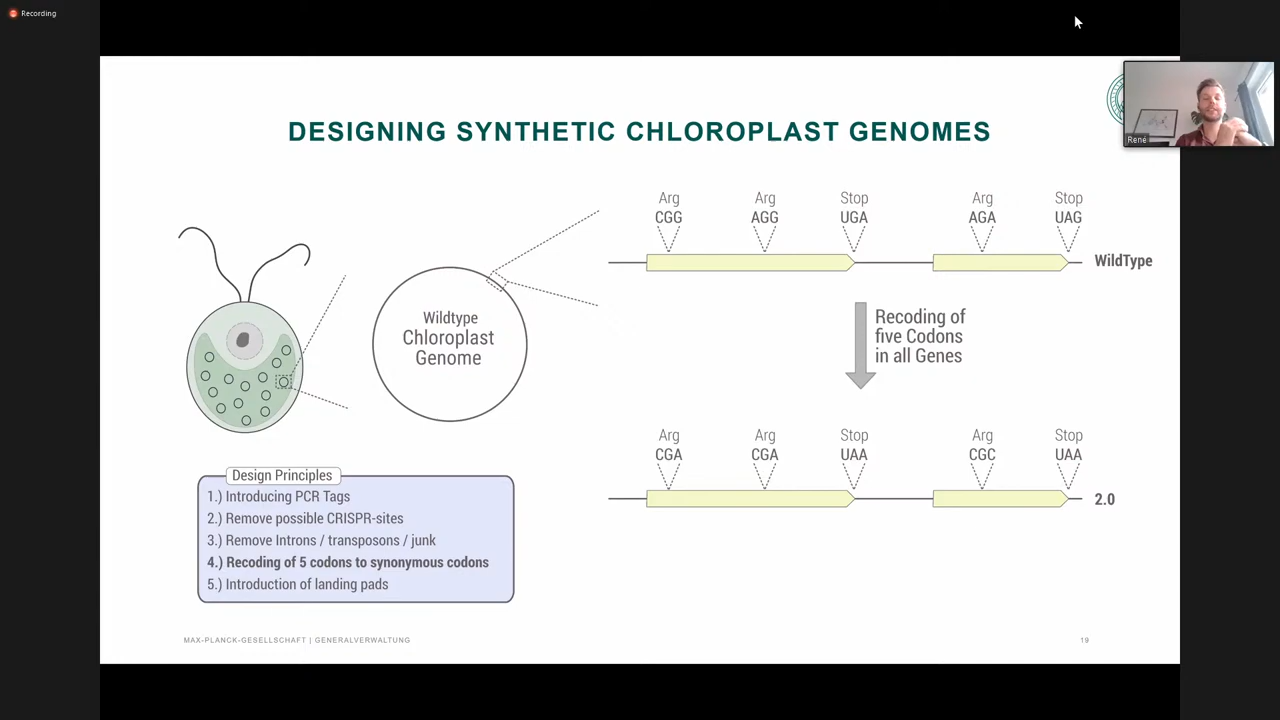 Recording
René
DESIGNING SYNTHETIC CHLOROPLAST GENOMES
Arg Arg Stop Arg Stop
CGG AGG UGA AGA UAG
WildType
Wildtype
Chloroplast
Genome
Recoding of
five Codons
in all Genes
Arg Arg Stop Arg Stop
CGA CGA UAA CGC UAA
2.0
Design Principles
1.) Introducing PCR Tags
2.) Remove possible CRISPR-sites
3.) Remove Introns / transposons / junk
4.) Recoding of 5 codons to synonymous codons
5.) Introduction of landing pads
MAX-PLANCK-GESELLSCHAFT | GENERALVERWALTUNG
19